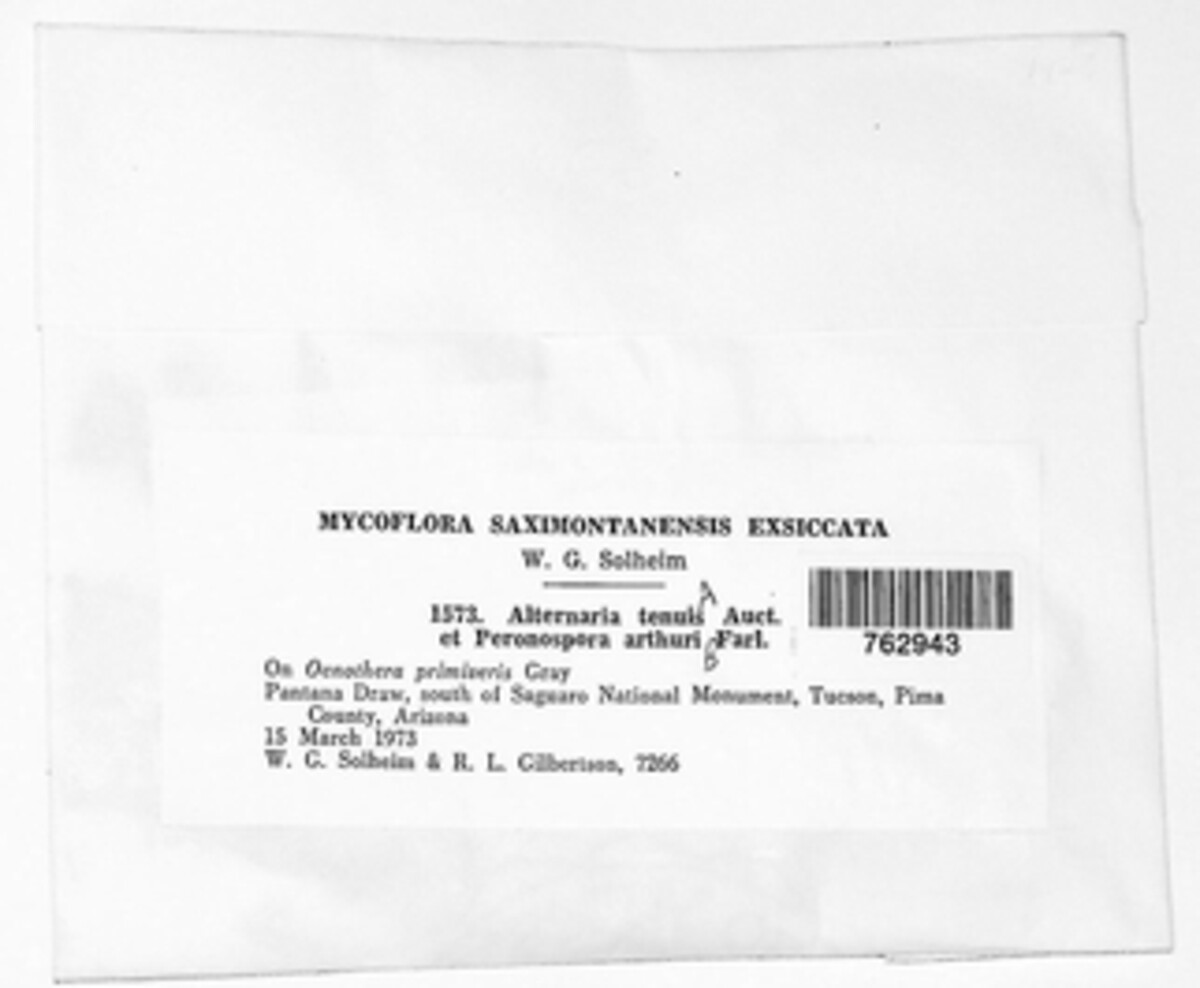 MYCOFLORA SAXIMONTANENSIS EXSICCATA
W. G. Solheim
A
1573. Alternaria tenuis Auct.
et Peronospora arthuri Farl.
B
762943
On Oenothera primiveris Gray
Pantana Draw, south of Saguaro National Monument, Tucson, Pima
County, Arizona
15 March 1973
W. G. Solheim & R. L. Gilbertson, 7266